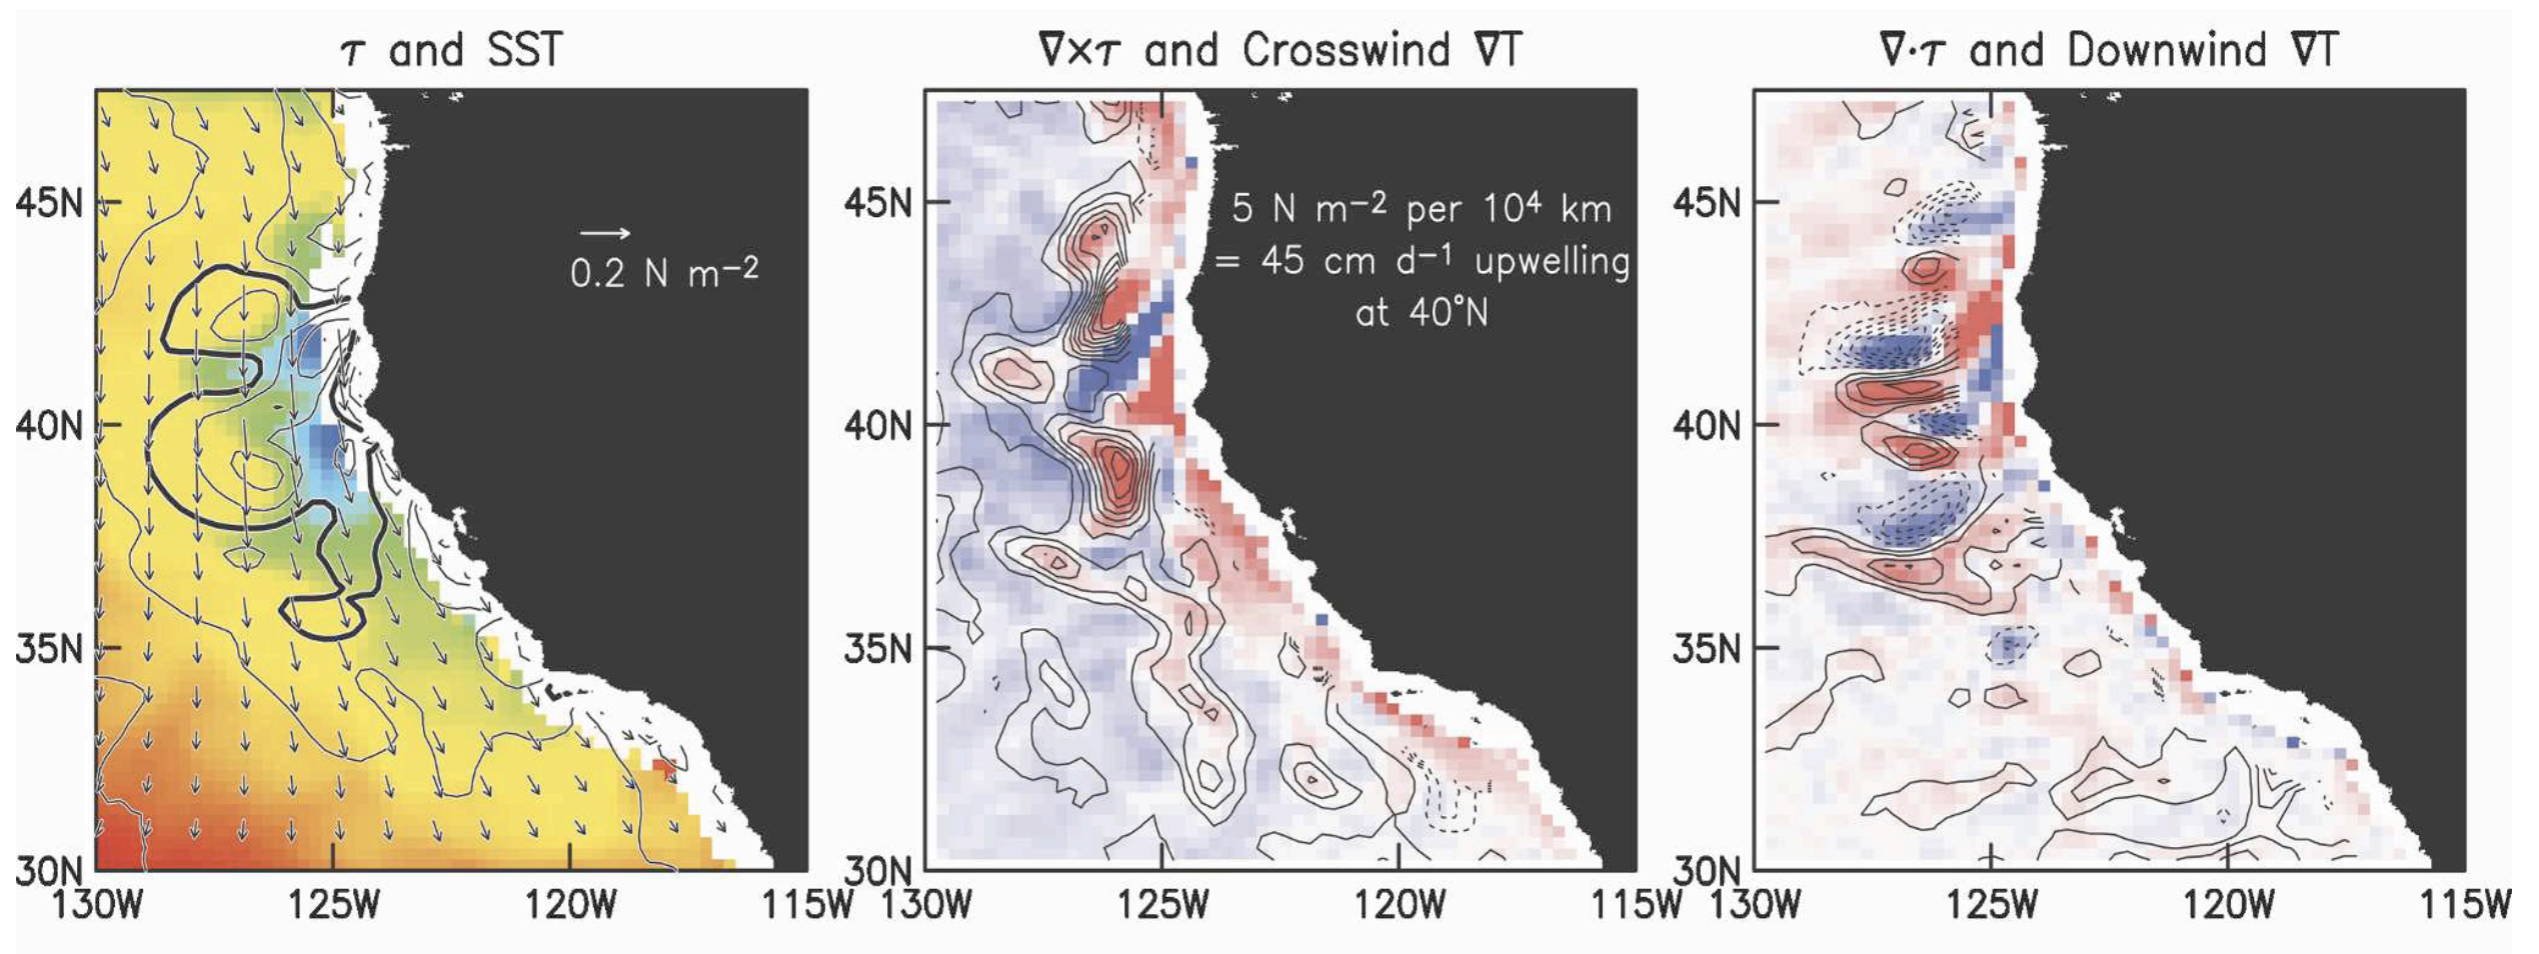 τ and SST
∇×τ and Crosswind ∇T
∇·τ and Downwind ∇T
45N
40N
35N
30N
130W
125W
120W
115W
0.2 N m⁻²
45N
40N
35N
30N
130W
125W
120W
115W
5 N m⁻² per 10⁴ km
= 45 cm d⁻¹ upwelling
at 40°N
45N
40N
35N
30N
130W
125W
120W
115W